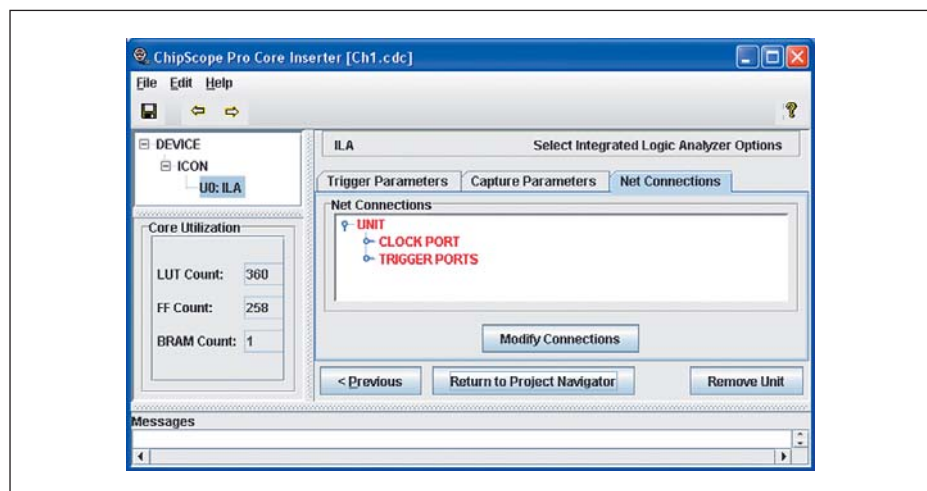 ChipScope Pro Core Inserter [Ch1.cdc]
File Edit Help
DEVICE
ICON
U0: ILA
Core Utilization
LUT Count: 360
FF Count: 258
BRAM Count: 1
ILA Select Integrated Logic Analyzer Options
Trigger Parameters Capture Parameters Net Connections
Net Connections
UNIT
CLOCK PORT
TRIGGER PORTS
Modify Connections
< Previous Return to Project Navigator Remove Unit
Messages